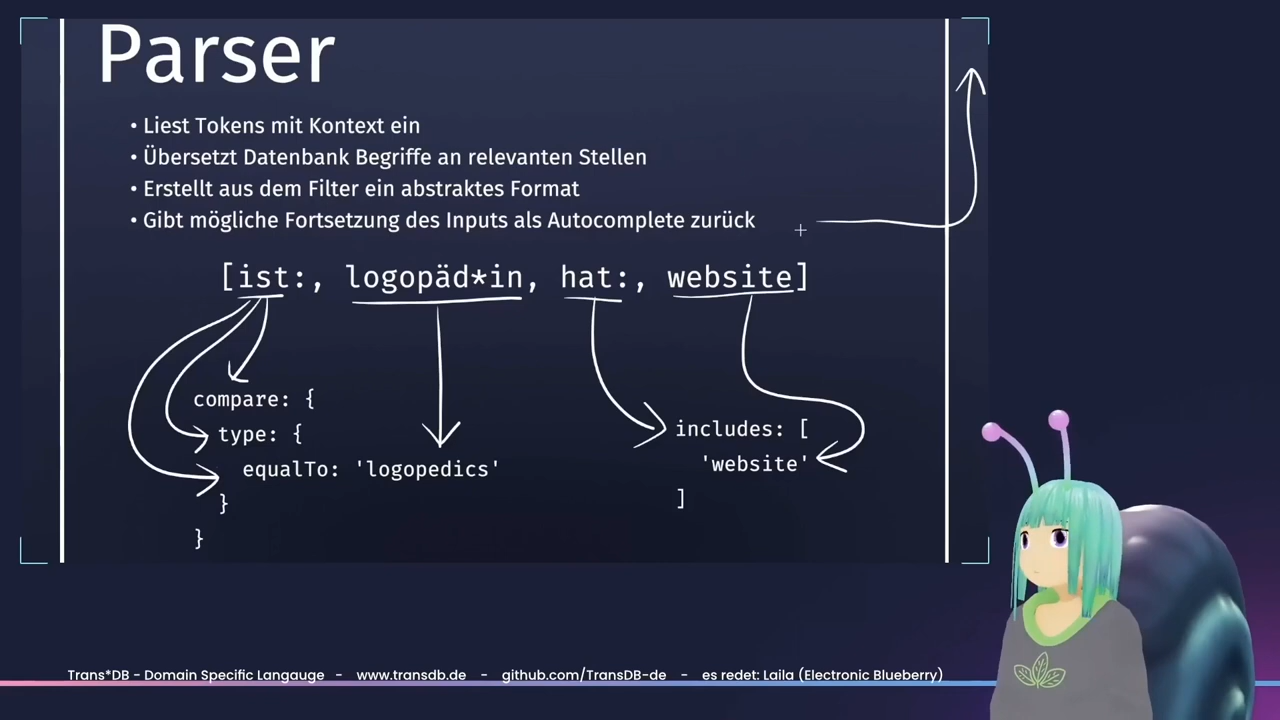 Parser
• Liest Tokens mit Kontext ein
• Übersetzt Datenbank Begriffe an relevanten Stellen
• Erstellt aus dem Filter ein abstraktes Format
• Gibt mögliche Fortsetzung des Inputs als Autocomplete zurück
[ist:, logopäd*in, hat:, website]
compare: {
type: {
equalTo: 'logopedics'
}
}
includes: [
'website'
]
Trans*DB - Domain Specific Langauge - www.transdb.de - github.com/TransDB-de - es redet: Laila (Electronic Blueberry)